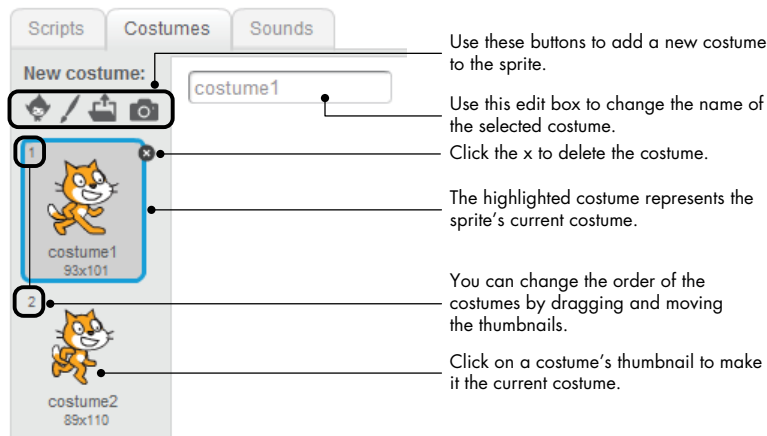 Scripts Costumes Sounds
New costume:
costume1
1
costume1
93x101
2
costume2
89x110
Use these buttons to add a new costume
to the sprite.
Use this edit box to change the name of
the selected costume.
Click the x to delete the costume.
The highlighted costume represents the
sprite's current costume.
You can change the order of the
costumes by dragging and moving
the thumbnails.
Click on a costume's thumbnail to make
it the current costume.